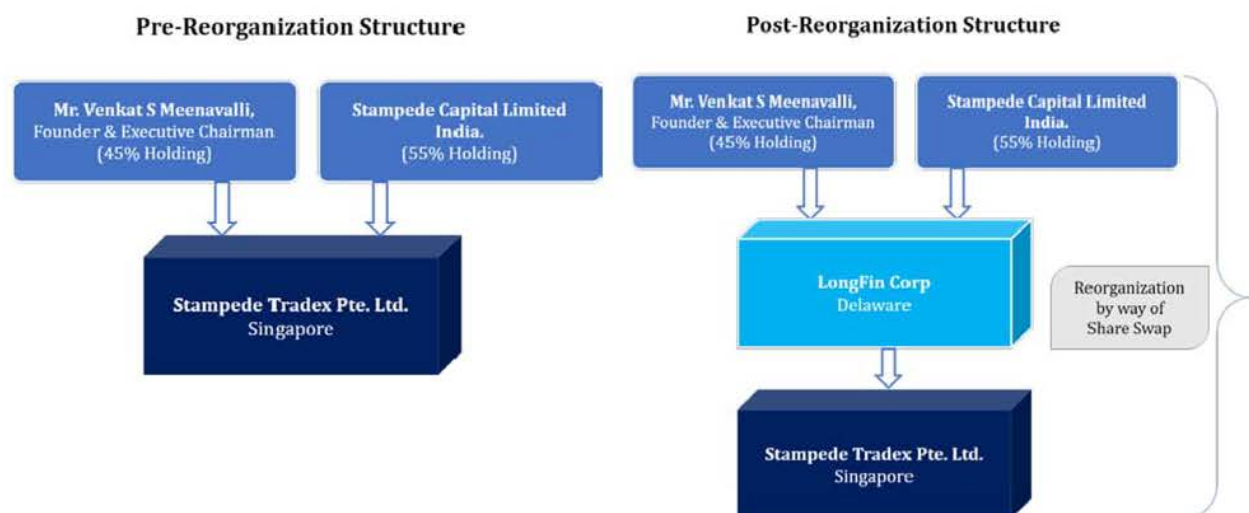 Pre-Reorganization Structure
Mr. Venkat S Meenavalli,
Founder & Executive Chairman
(45% Holding)
Stampede Capital Limited
India.
(55% Holding)
Stampede Tradex Pte. Ltd.
Singapore
Post-Reorganization Structure
Mr. Venkat S Meenavalli,
Founder & Executive Chairman
(45% Holding)
Stampede Capital Limited
India.
(55% Holding)
LongFin Corp
Delaware
Reorganization
by way of
Share Swap
Stampede Tradex Pte. Ltd.
Singapore